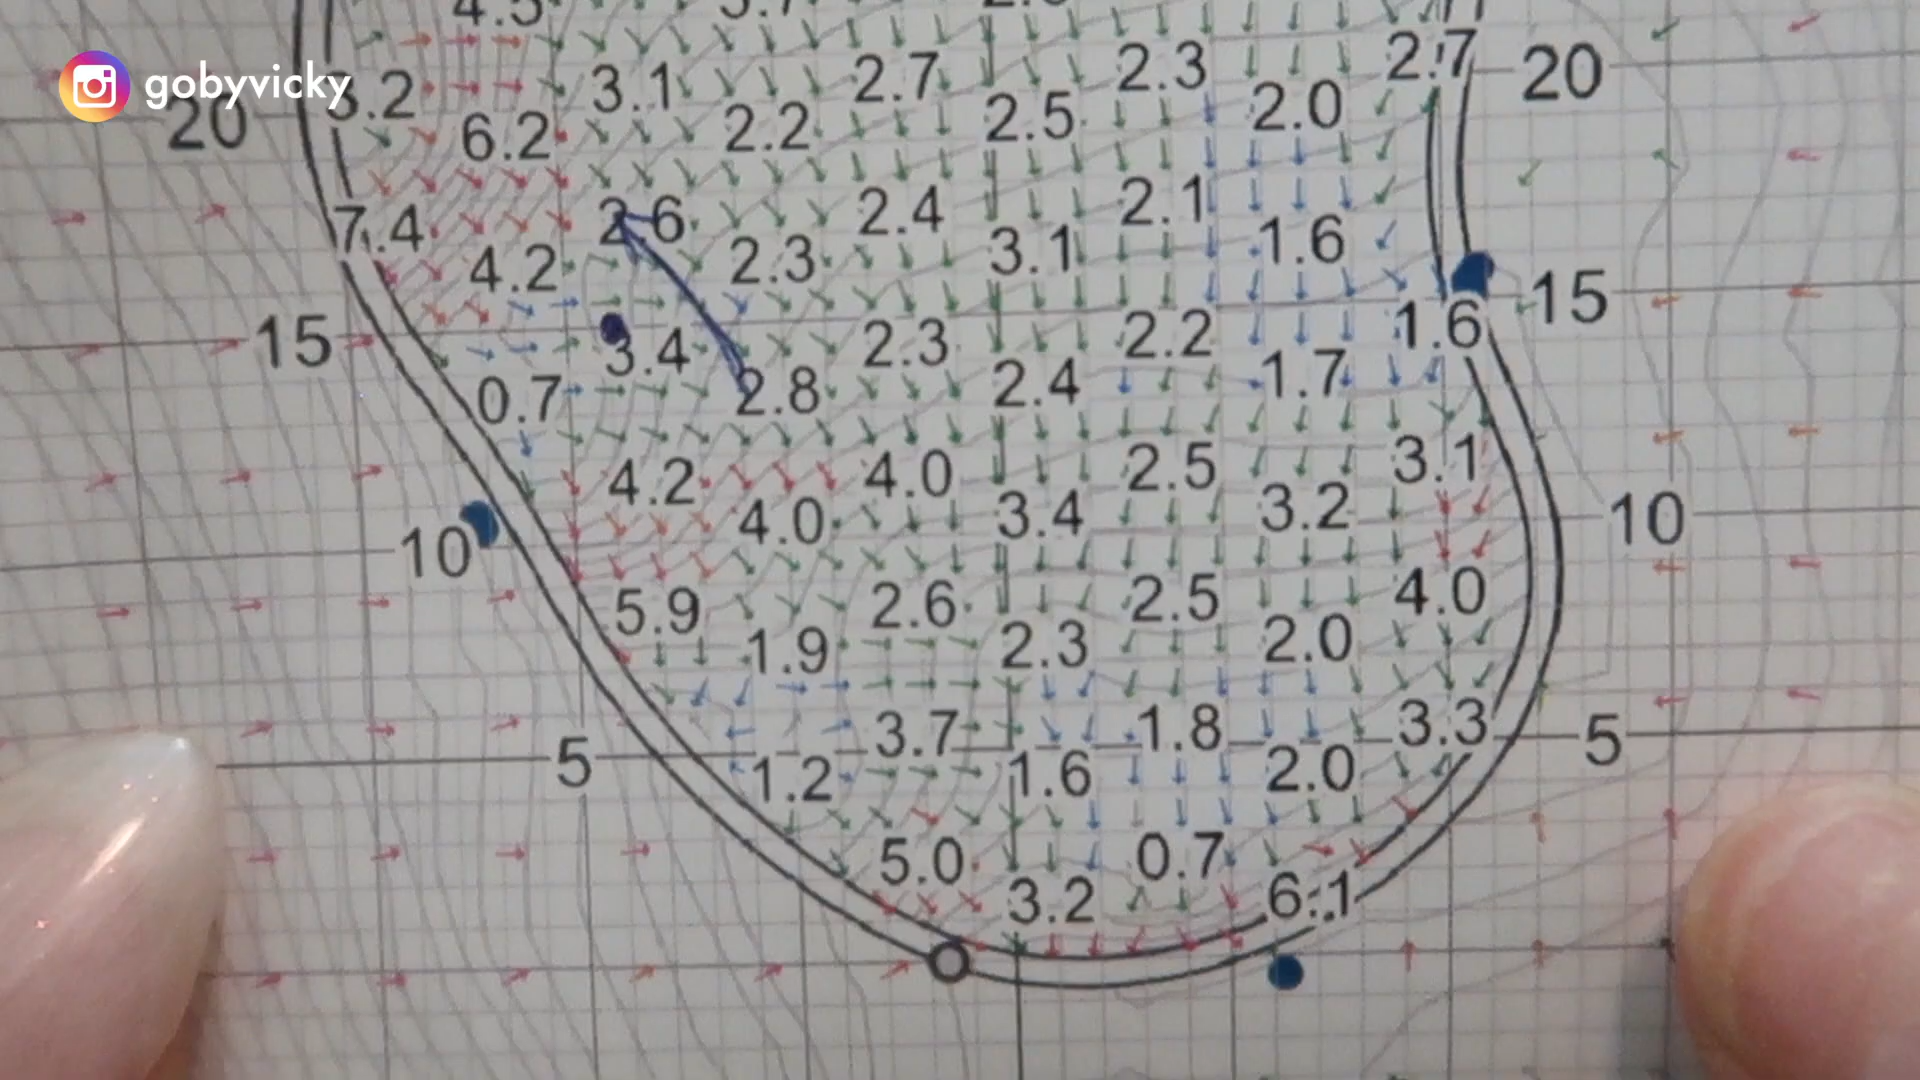 gobyvicky
2.7 20
2.3
3.1 2.7
20 2.2 2.5 2.0
6.2
7.4 2.6 2.4 2.1
4.2 2.3 3.1 1.6
15
15 3.4 2.3 2.2 1.6
0.7 2.8 2.4 1.7
4.2 4.0 2.5 3.1
10 4.0 3.4 3.2 10
5.9 2.6 2.5 4.0
1.9 2.3 2.0
3.7 1.8 3.3 5
5 1.2 1.6 2.0
5.0 0.7
3.2 6.1